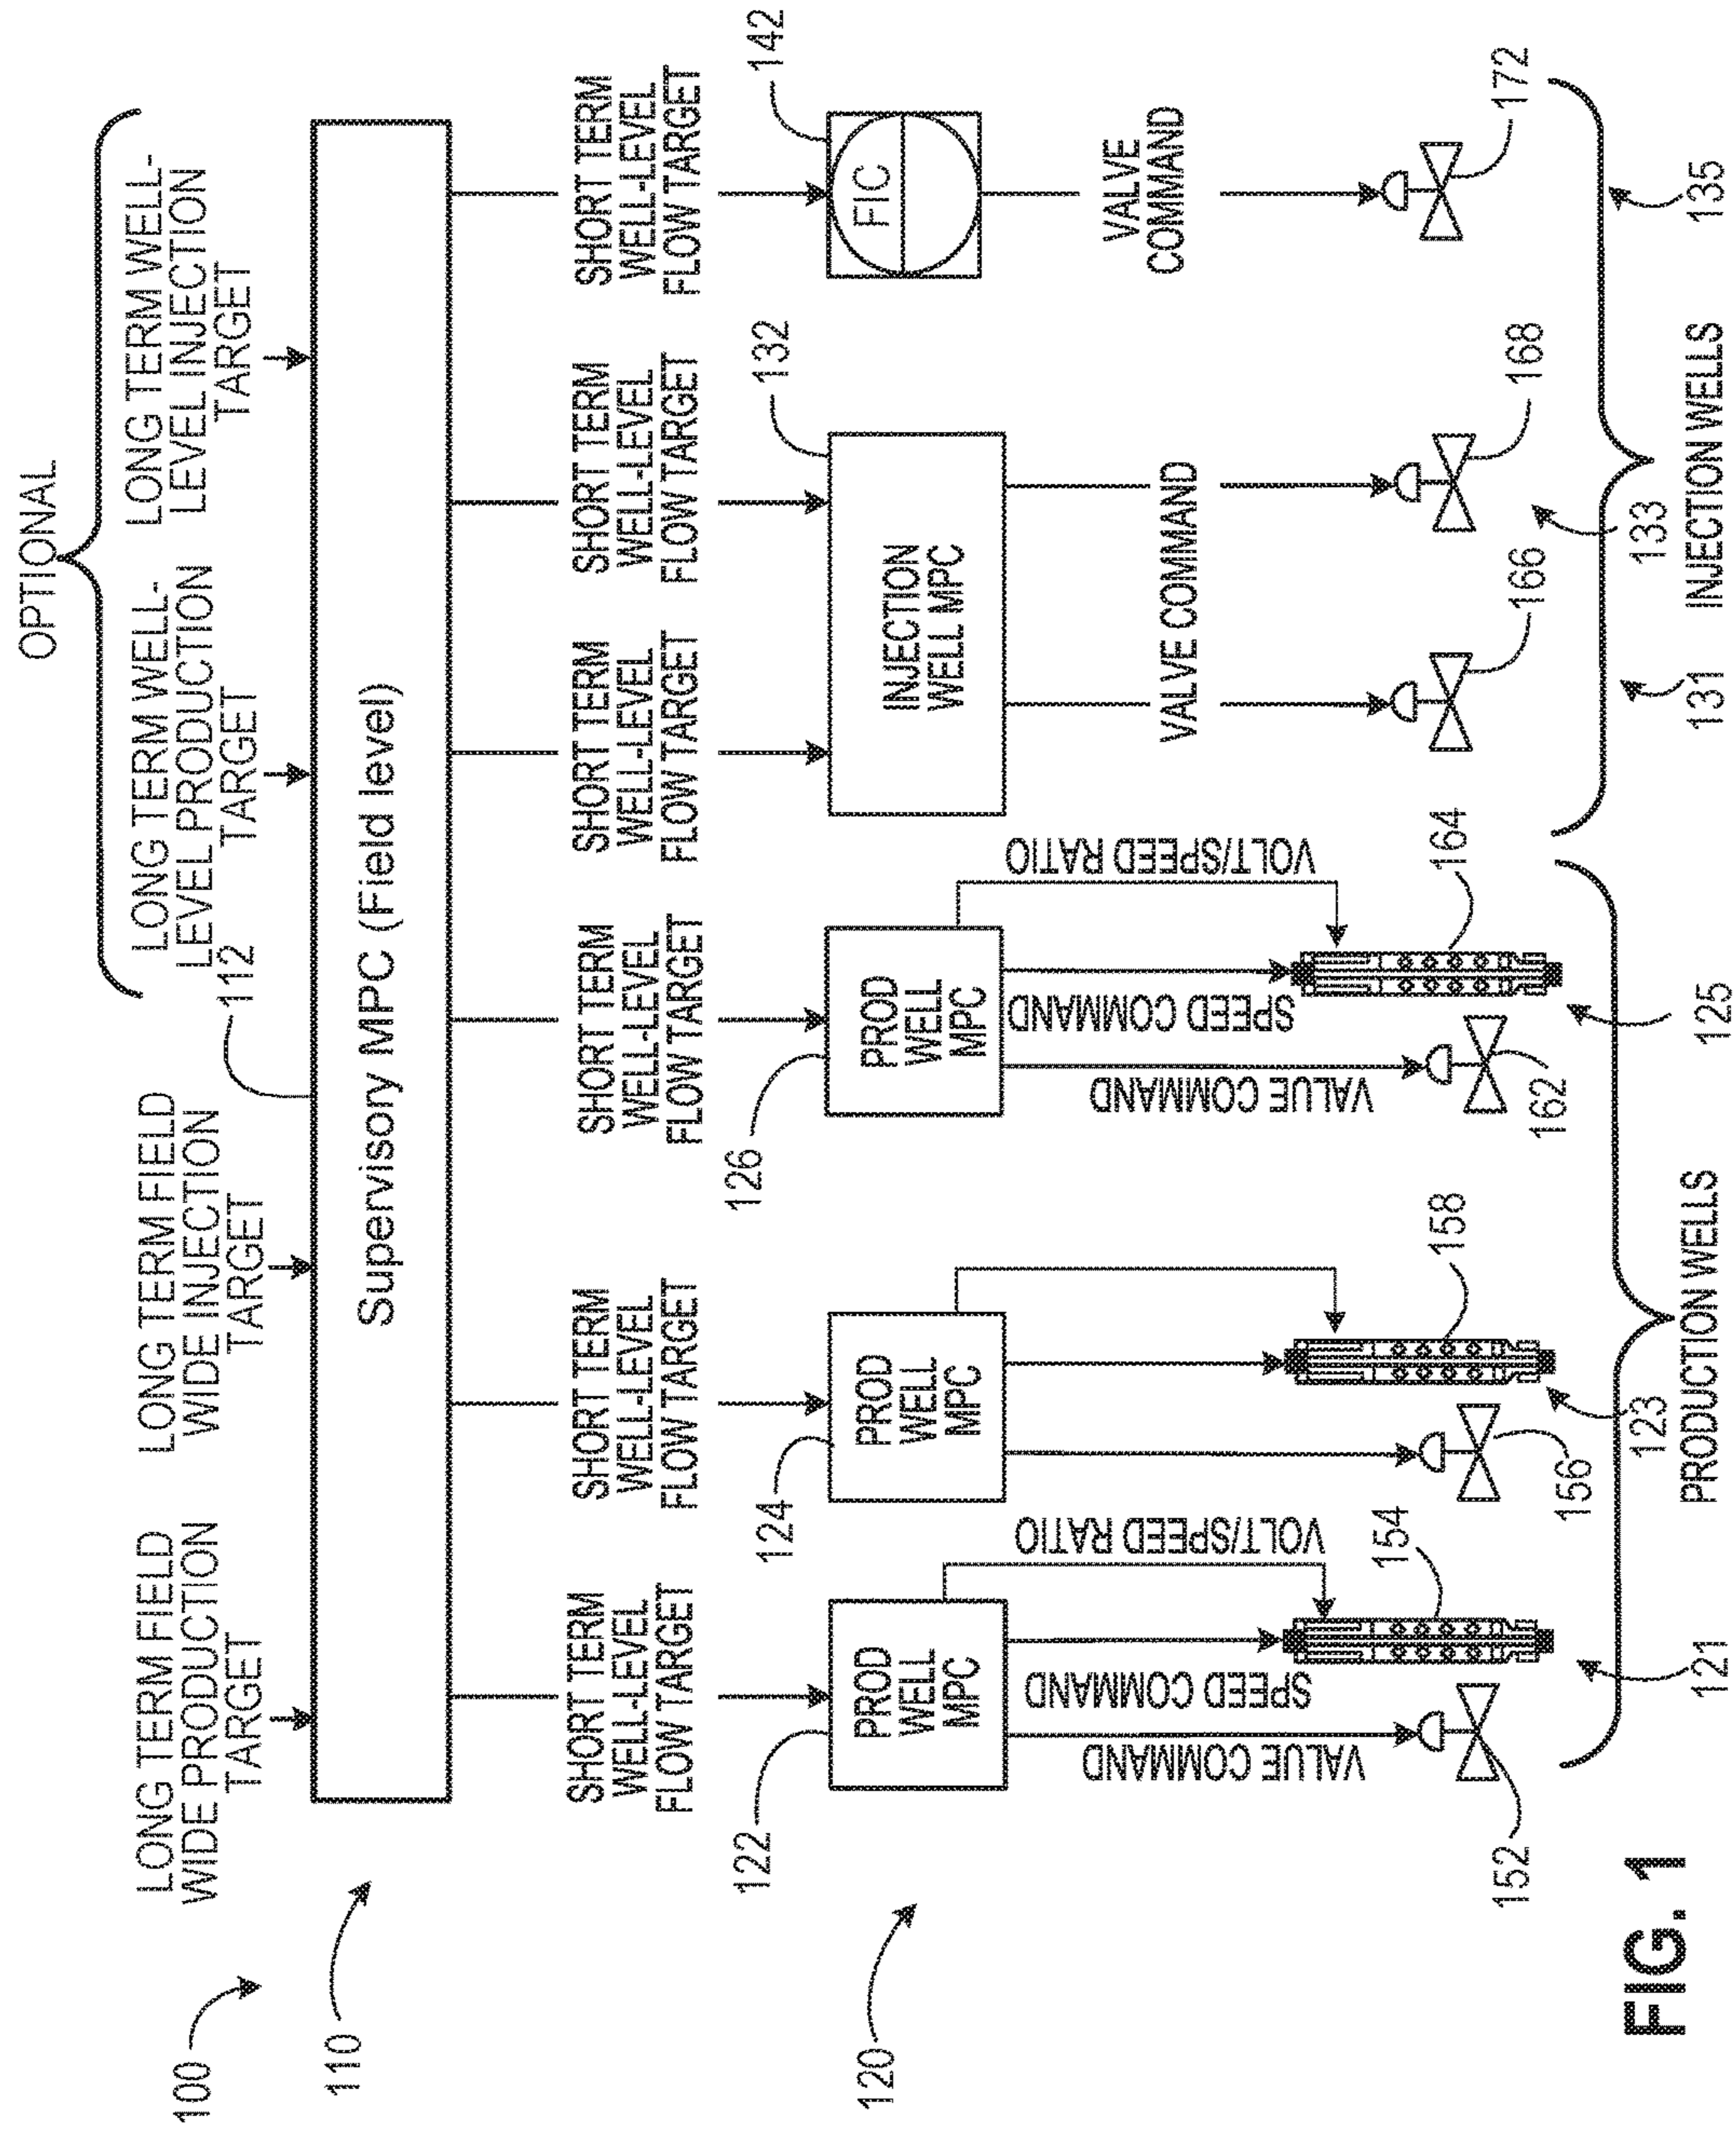 OPTIONAL
LONG TERM FIELD
WIDE PRODUCTION
TARGET
LONG TERM FIELD
WIDE INJECTION
TARGET
LONG TERM WELL-
LEVEL PRODUCTION
TARGET
LONG TERM WELL-
LEVEL INJECTION
TARGET
100
110
112
Supervisory MPC (Field level)
SHORT TERM
WELL-LEVEL
FLOW TARGET
SHORT TERM
WELL-LEVEL
FLOW TARGET
SHORT TERM
WELL-LEVEL
FLOW TARGET
SHORT TERM
WELL-LEVEL
FLOW TARGET
SHORT TERM
WELL-LEVEL
FLOW TARGET
SHORT TERM
WELL-LEVEL
FLOW TARGET
120
122
PROD
WELL
MPC
124
PROD
WELL
MPC
126
PROD
WELL
MPC
132
INJECTION
WELL MPC
142
FIC
VALUE COMMAND
SPEED COMMAND
VOLT/SPEED RATIO
VALUE COMMAND
SPEED COMMAND
VOLT/SPEED RATIO
VALVE COMMAND
VALVE
COMMAND
152
154
156
158
162
164
166
168
172
121
123
125
131
133
135
PRODUCTION WELLS
INJECTION WELLS
FIG. 1